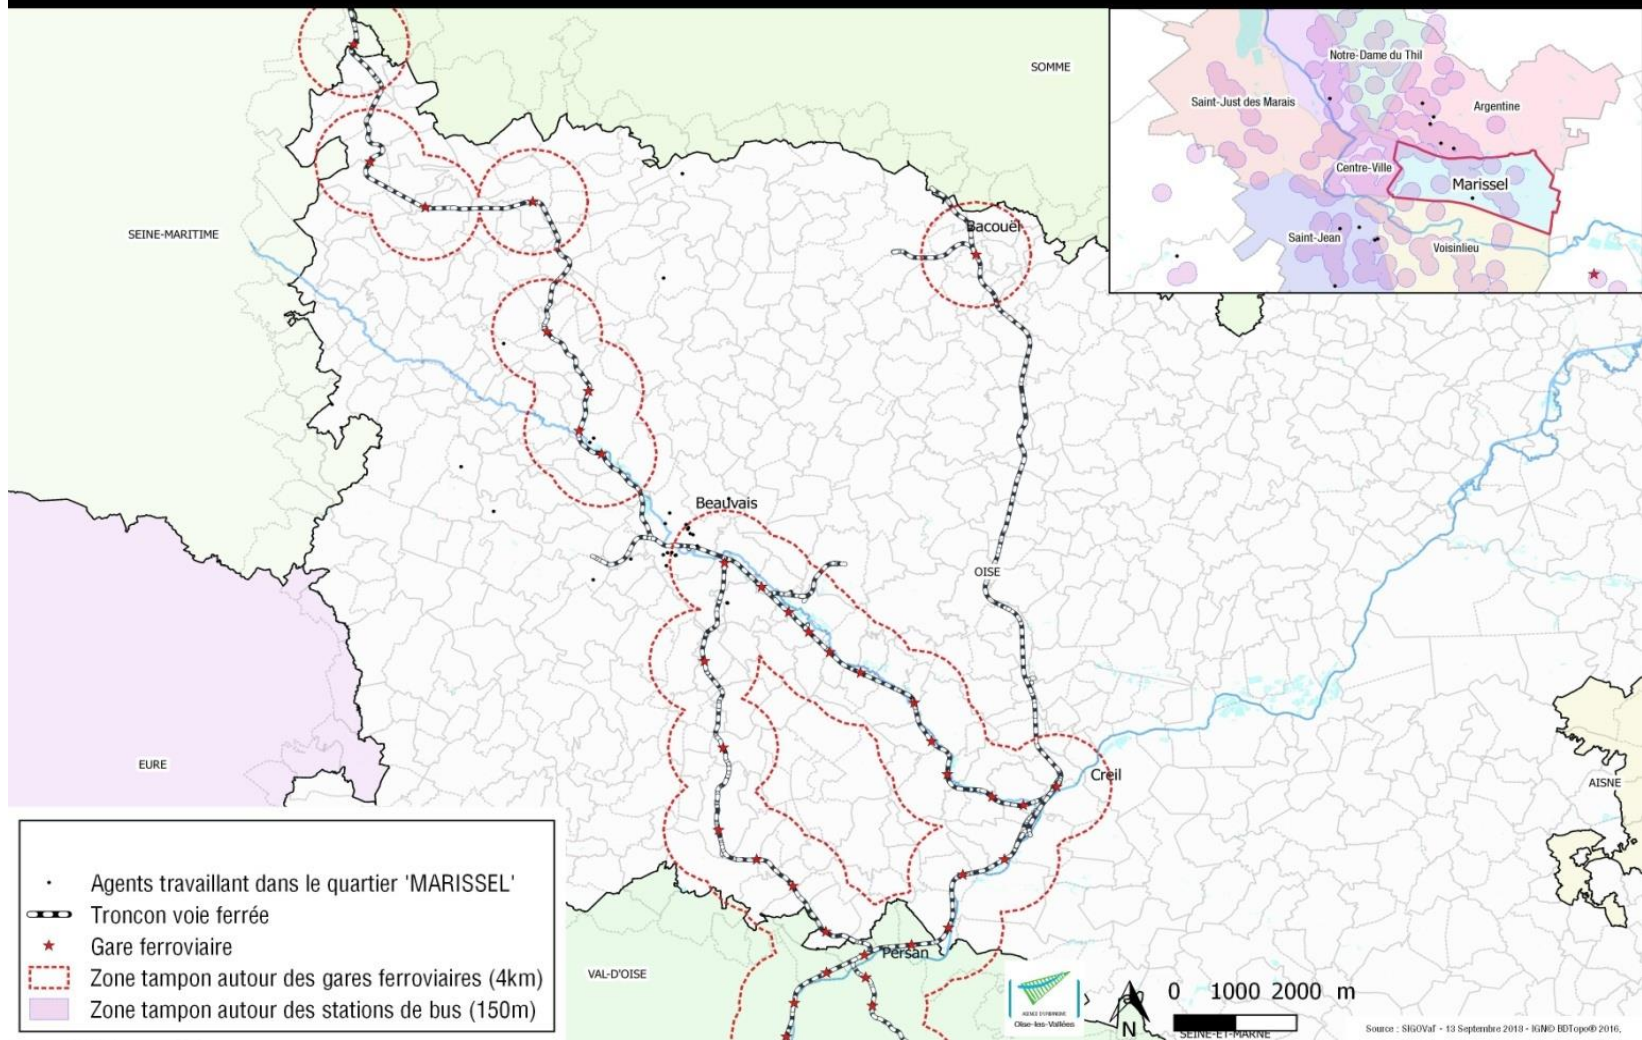 SOMME
SEINE-MARITIME
Bacouel
Beauvais
OISE
Creil
EURE
AISNE
VAL-D'OISE
Persan
SEINE-ET-MARNE
Notre-Dame du Thil
Saint-Just des Marais
Argentine
Centre-Ville
Marissel
Saint-Jean
Voisinlieu
Agents travaillant dans le quartier 'MARISSEL'
Troncon voie ferrée
Gare ferroviaire
Zone tampon autour des gares ferroviaires (4km)
Zone tampon autour des stations de bus (150m)
Oise-les-Vallées
N
0 1000 2000 m
Source : SIGOVal - 13 Septembre 2018 - IGN© BDTopo® 2016,